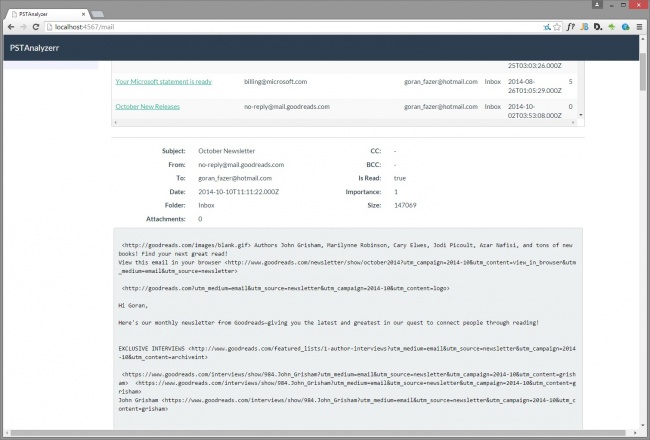 PSTAnalyzer
localhost:4567/mail
PSTAnalyzerr
25T03:03:26.000Z
Your Microsoft statement is ready billing@microsoft.com goran_fazer@hotmail.com Inbox 2014-08-26T01:05:29.000Z 5
October New Releases no-reply@mail.goodreads.com goran_fazer@hotmail.com Inbox 2014-10-02T03:53:08.000Z 0
Subject: October Newsletter CC: -
From: no-reply@mail.goodreads.com BCC: -
To: goran_fazer@hotmail.com Is Read: true
Date: 2014-10-10T11:11:22.000Z Importance: 1
Folder: Inbox Size: 147069
Attachments: 0
<http://goodreads.com/images/blank.gif> Authors John Grisham, Marilynne Robinson, Cary Elwes, Jodi Picoult, Azar Nafisi, and tons of new
books! Find your next great read!
View this email in your browser <http://www.goodreads.com/newsletter/show/october2014?utm_campaign=2014-10&utm_content=view_in_browser&ut
m_medium=email&utm_source=newsletter>
<http://goodreads.com?utm_medium=email&utm_source=newsletter&utm_campaign=2014-10&utm_content=logo>
Hi Goran,
Here's our monthly newsletter from Goodreads—giving you the latest and greatest in our quest to connect people through reading!
EXCLUSIVE INTERVIEWS <http://www.goodreads.com/featured_lists/1-author-interviews?utm_medium=email&utm_source=newsletter&utm_campaign=2014
-10&utm_content=archiveint>
<https://www.goodreads.com/interviews/show/984.John_Grisham?utm_medium=email&utm_source=newsletter&utm_campaign=2014-10&utm_content=grish
am> <https://www.goodreads.com/interviews/show/984.John_Grisham?utm_medium=email&utm_source=newsletter&utm_campaign=2014-10&utm_content=g
risham>
John Grisham <https://www.goodreads.com/interviews/show/984.John_Grisham?utm_medium=email&utm_source=newsletter&utm_campaign=2014-10&utm_c
ontent=grisham>